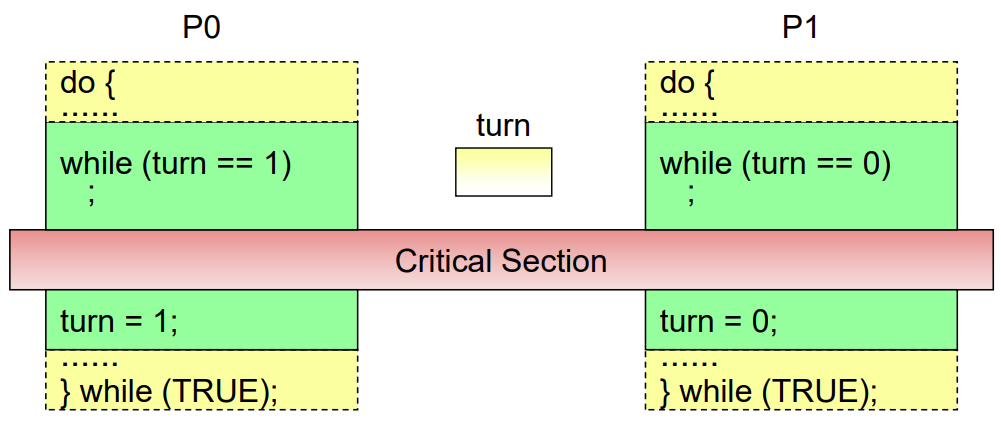 P0
do {
......
while (turn == 1)
;
turn = 1;
......
} while (TRUE);
turn
Critical Section
P1
do {
......
while (turn == 0)
;
turn = 0;
......
} while (TRUE);